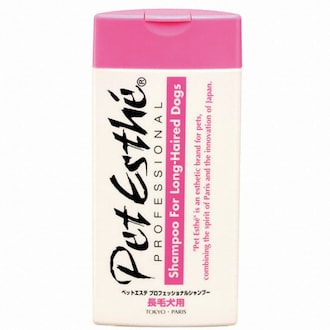 Pet Esthé®
PROFESSIONAL
Shampoo For Long-Haired Dogs
"Pet Esthé" is an esthetic brand for pets,
combining the spirit of Paris and the innovation of Japan.
ペットエステ プロフェッショナルシャンプー
長毛犬用
TOKYO・PARIS